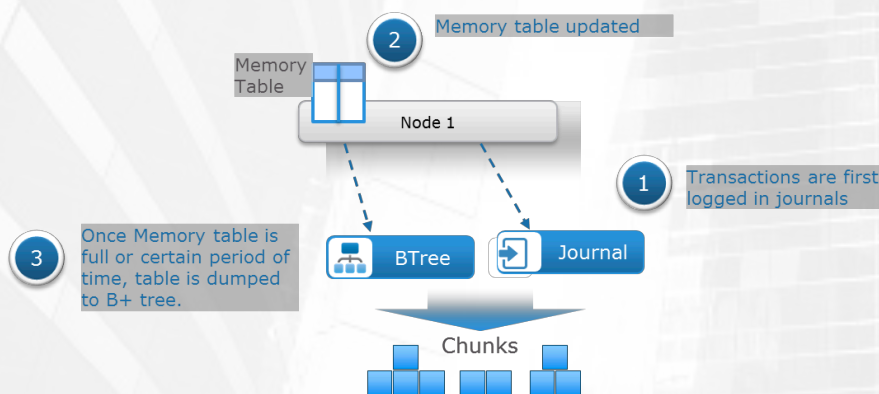 2
Memory table updated
Memory
Table
Node 1
1
Transactions are first
logged in journals
3
Once Memory table is
full or certain period of
time, table is dumped
to B+ tree.
BTree
Journal
Chunks